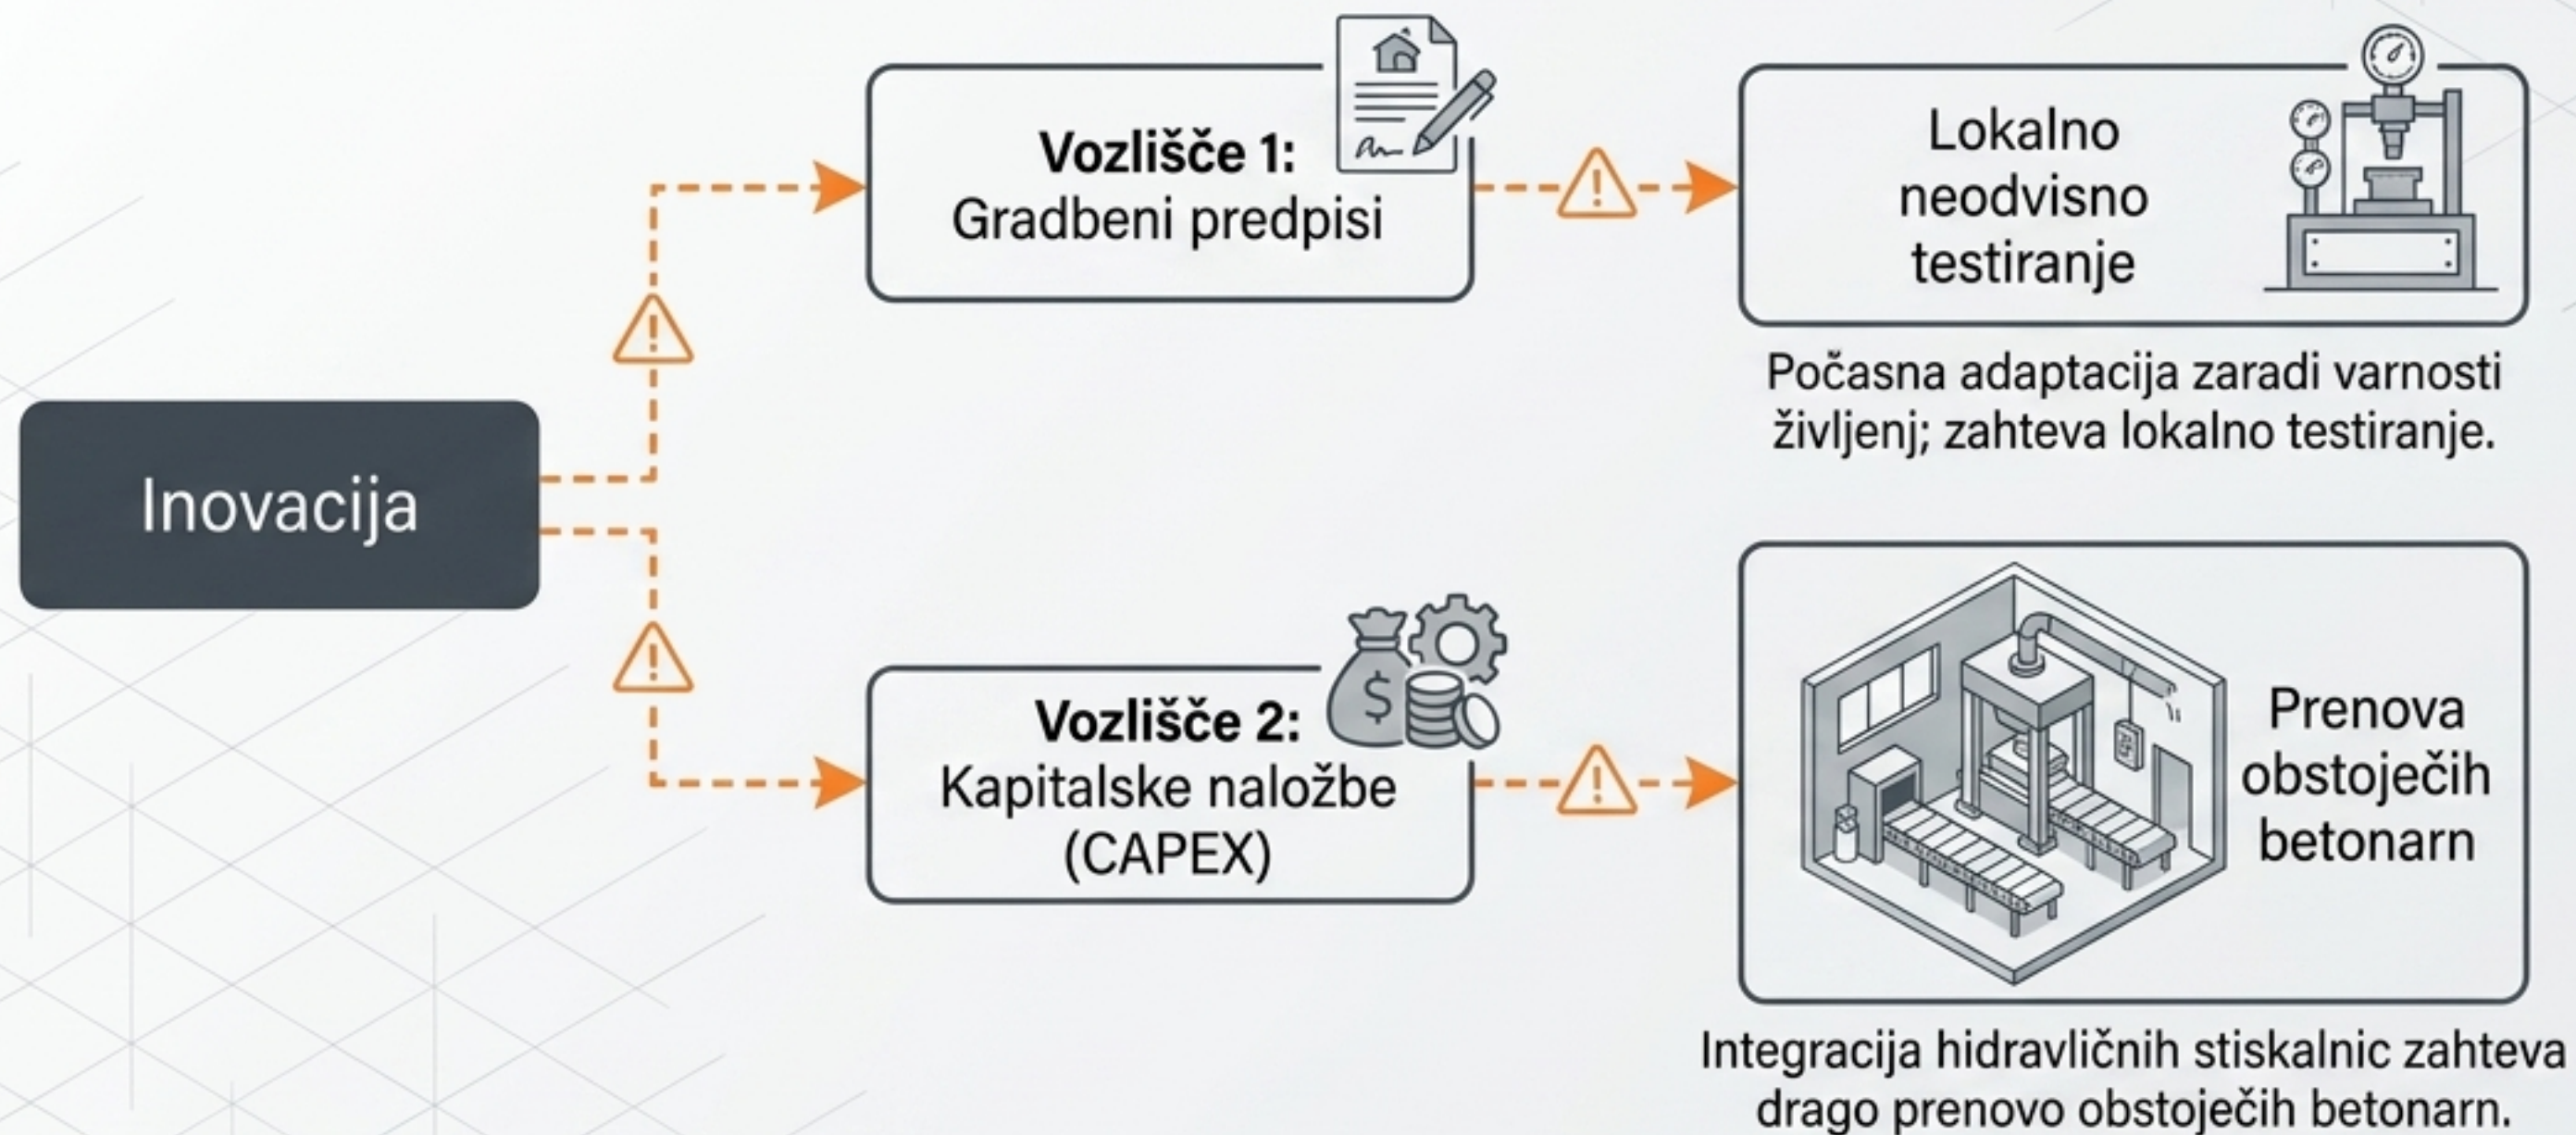 Inovacija
Vozlišče 1:
Gradbeni predpisi
Lokalno
neodvisno
testiranje
Počasna adaptacija zaradi varnosti
življenj; zahteva lokalno testiranje.
Vozlišče 2:
Kapitalske naložbe
(CAPEX)
$
Prenova
obstoječih
betonarn
Integracija hidravličnih stiskalnic zahteva
drago prenovo obstoječih betonarn.